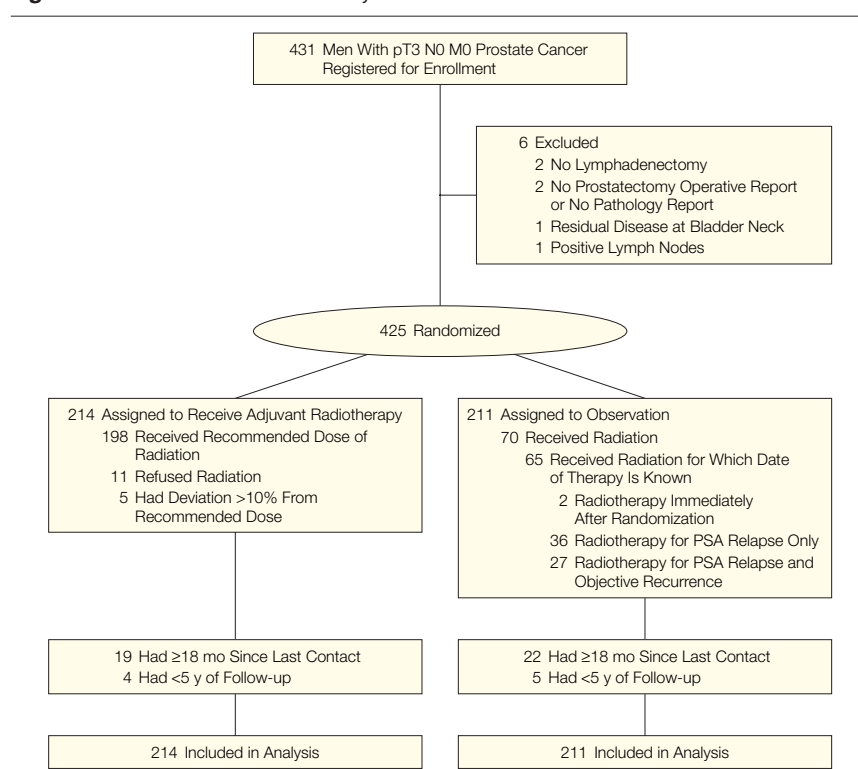 431 Men With pT3 N0 M0 Prostate Cancer
Registered for Enrollment
6 Excluded
2 No Lymphadenectomy
2 No Prostatectomy Operative Report
or No Pathology Report
1 Residual Disease at Bladder Neck
1 Positive Lymph Nodes
425 Randomized
214 Assigned to Receive Adjuvant Radiotherapy
198 Received Recommended Dose of
Radiation
11 Refused Radiation
5 Had Deviation >10% From
Recommended Dose
211 Assigned to Observation
70 Received Radiation
65 Received Radiation for Which Date
of Therapy Is Known
2 Radiotherapy Immediately
After Randomization
36 Radiotherapy for PSA Relapse Only
27 Radiotherapy for PSA Relapse and
Objective Recurrence
19 Had ≥18 mo Since Last Contact
4 Had <5 y of Follow-up
22 Had ≥18 mo Since Last Contact
5 Had <5 y of Follow-up
214 Included in Analysis
211 Included in Analysis